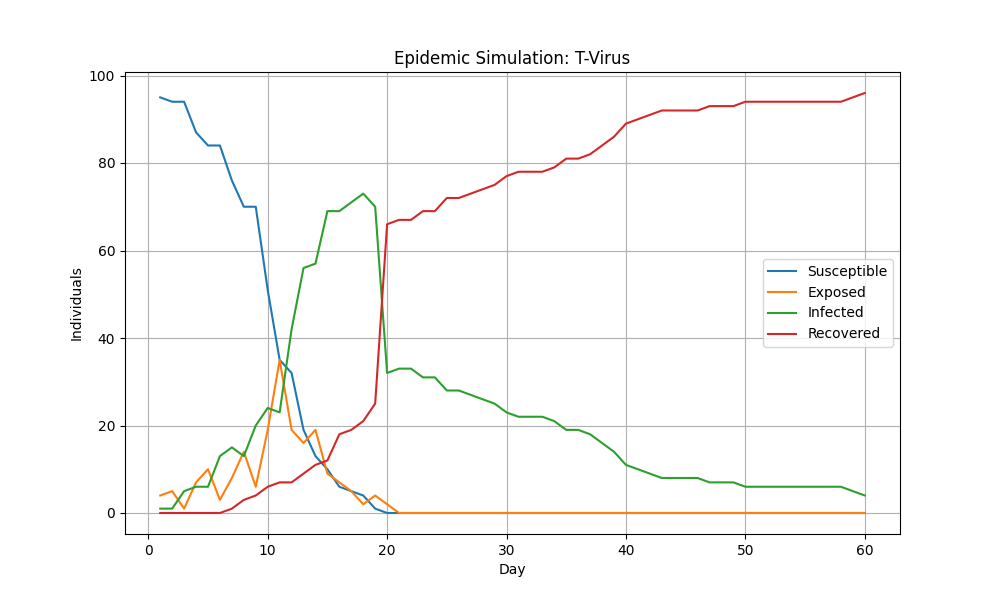 Epidemic Simulation: T-Virus
100
80
60
40
20
0
Individuals
Susceptible
Exposed
Infected
Recovered
0 10 20 30 40 50 60
Day